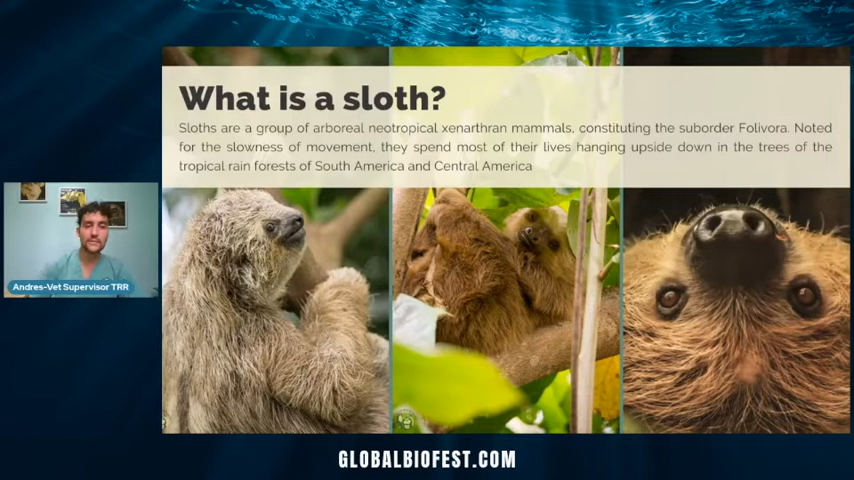 What is a sloth?
Sloths are a group of arboreal neotropical xenarthran mammals, constituting the suborder Folivora. Noted
for the slowness of movement, they spend most of their lives hanging upside down in the trees of the
tropical rain forests of South America and Central America
Andres-Vet Supervisor TRR
GLOBALBIOFEST.COM